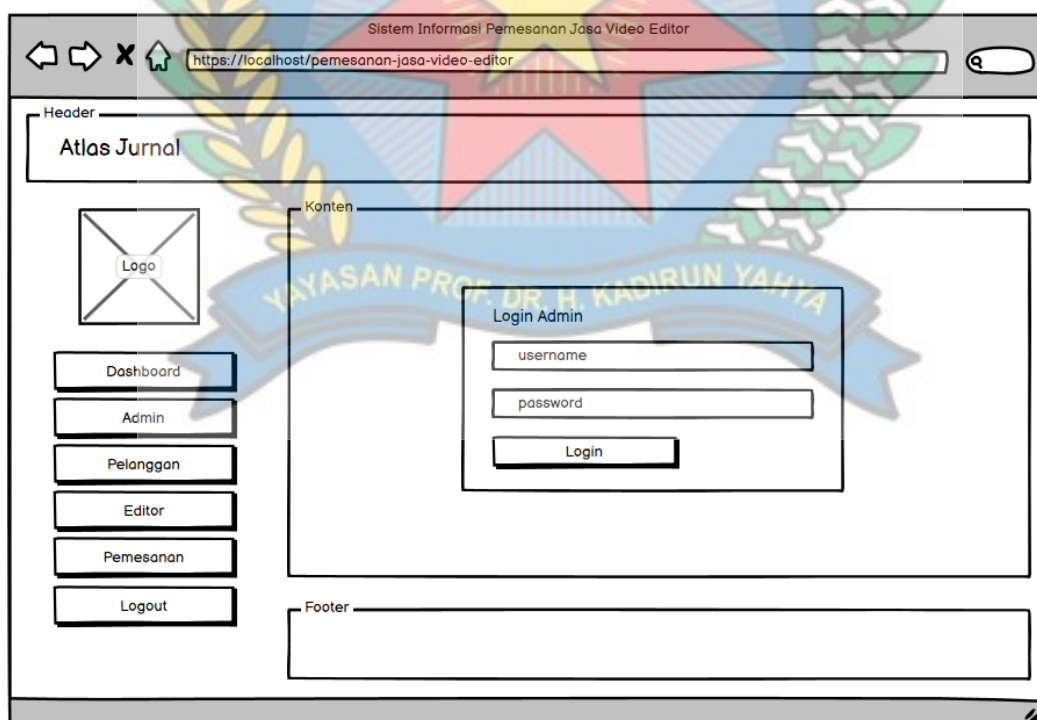 Sistem Informasi Pemesanan Jasa Video Editor
https://localhost/pemesanan-jasa-video-editor
Header
Atlas Jurnal
Logo
Dashboard
Admin
Pelanggan
Editor
Pemesanan
Logout
Konten
YAYASAN PROF. DR. H. KADIRUN YAHYA
Login Admin
username
password
Login
Footer